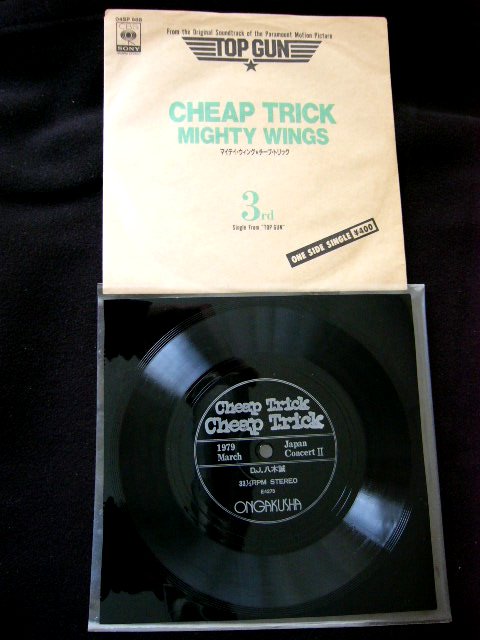 04SP 988
CBS
SONY
From the Original Soundtrack of the Paramount Motion Picture
TOP GUN
CHEAP TRICK
MIGHTY WINGS
マイティ・ウィング●チープ・トリック
3rd
Single From "TOP GUN"
ONE SIDE SINGLE ¥400
Cheap Trick
Cheap Trick
1979 March
Japan Concert II
D.J. 八木誠
33⅓RPM STEREO
E4275
ONGAKUSHA